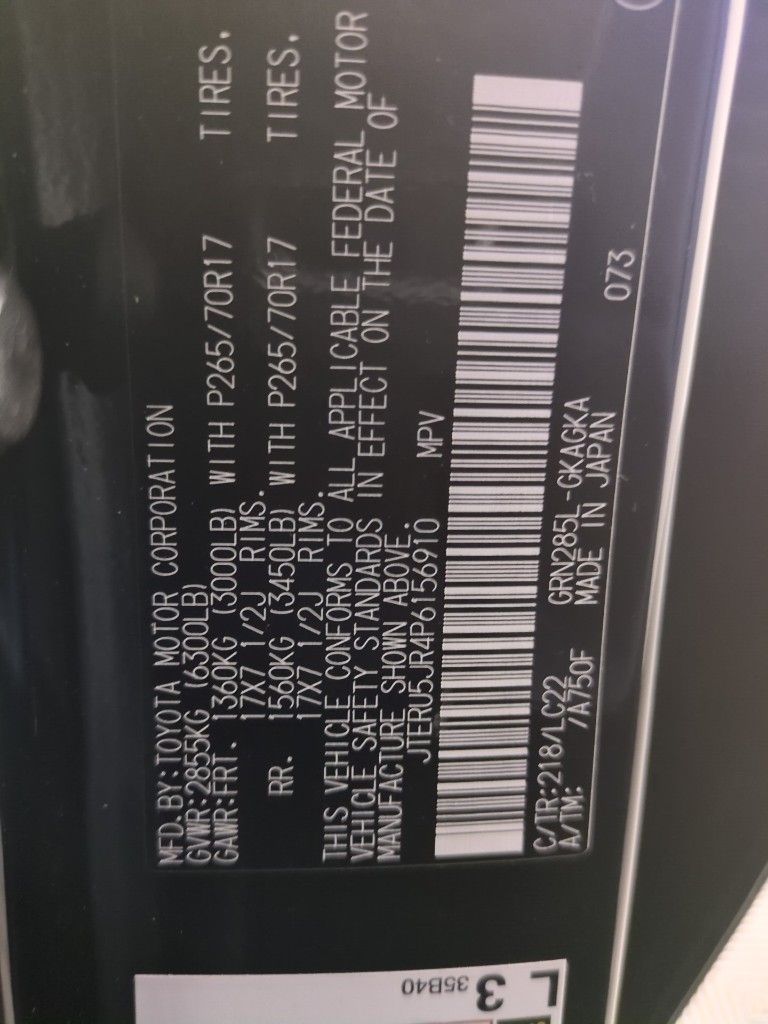 MFD.BY:TOYOTA MOTOR CORPORATION
GVWR:2855KG (6300LB)
GAWR:FRT. 1360KG (3000LB) WITH P265/70R17 TIRES.
17X7 1/2J RIMS.
RR. 1560KG (3450LB) WITH P265/70R17 TIRES.
17X7 1/2J RIMS.
THIS VEHICLE CONFORMS TO ALL APPLICABLE FEDERAL MOTOR
VEHICLE SAFETY STANDARDS IN EFFECT ON THE DATE OF
MANUFACTURE SHOWN ABOVE.
JTERU5JR4P6156910 MPV
C/TR:218/LC22 GRN285L-GKAGKA 073
A/TM: /A750F MADE IN JAPAN
L3
35B40